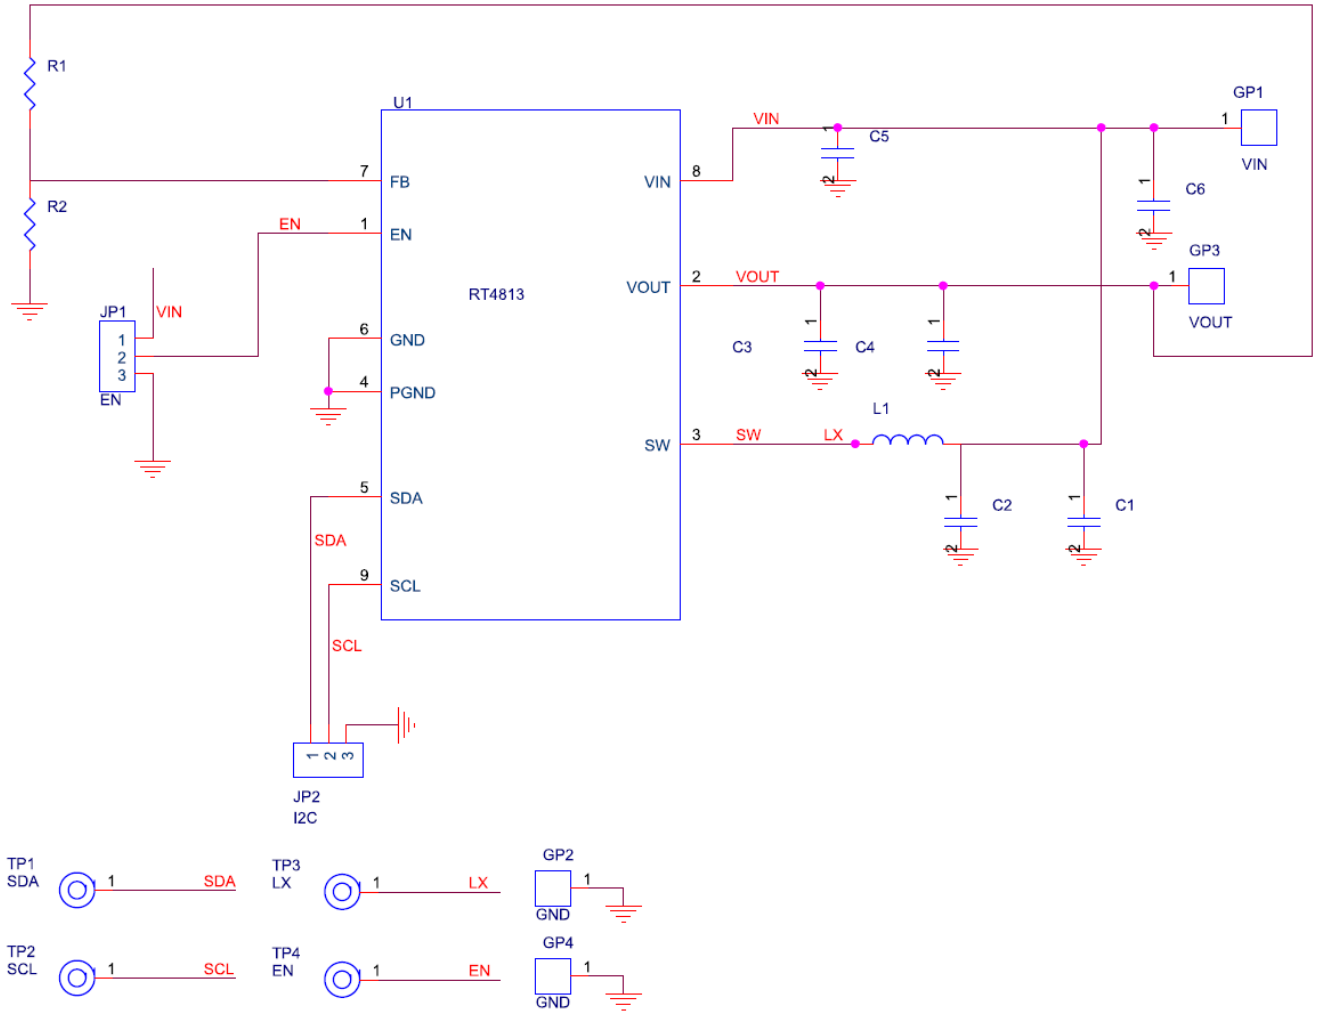 R1
R2
U1
7
FB
EN
1
EN
RT4813
6
GND
4
PGND
5
SDA
9
SCL
VIN
8
VOUT
2
SW
3
VIN
1
C5
2
1
C6
2
GP1
1
VIN
VOUT
GP3
1
VOUT
C3
1
2
C4
1
2
SW
LX
L1
1
C2
2
1
C1
2
JP1
VIN
1
2
3
EN
SDA
SCL
1
2
3
JP2
I2C
TP1
SDA
1
SDA
TP3
LX
1
LX
GP2
1
GND
TP2
SCL
1
SCL
TP4
EN
1
EN
GP4
1
GND